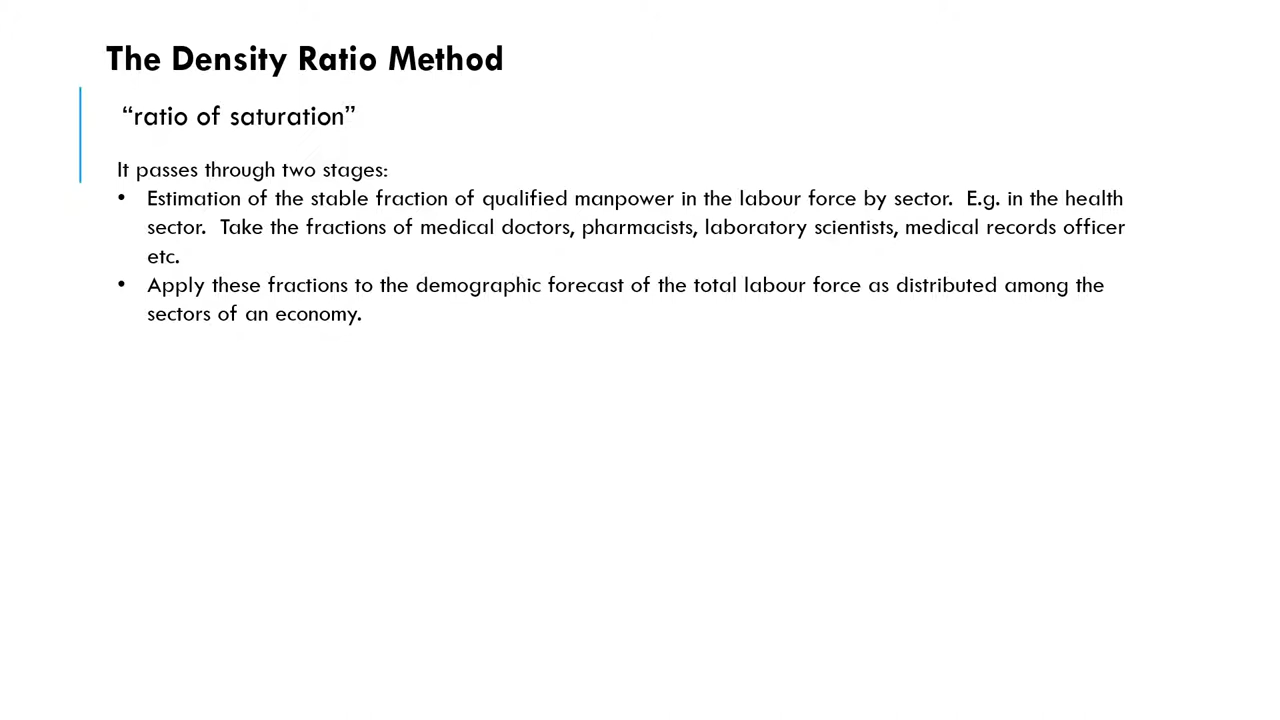 The Density Ratio Method
“ratio of saturation”
It passes through two stages:
• Estimation of the stable fraction of qualified manpower in the labour force by sector.  E.g. in the health
sector.  Take the fractions of medical doctors, pharmacists, laboratory scientists, medical records officer
etc.
• Apply these fractions to the demographic forecast of the total labour force as distributed among the
sectors of an economy.